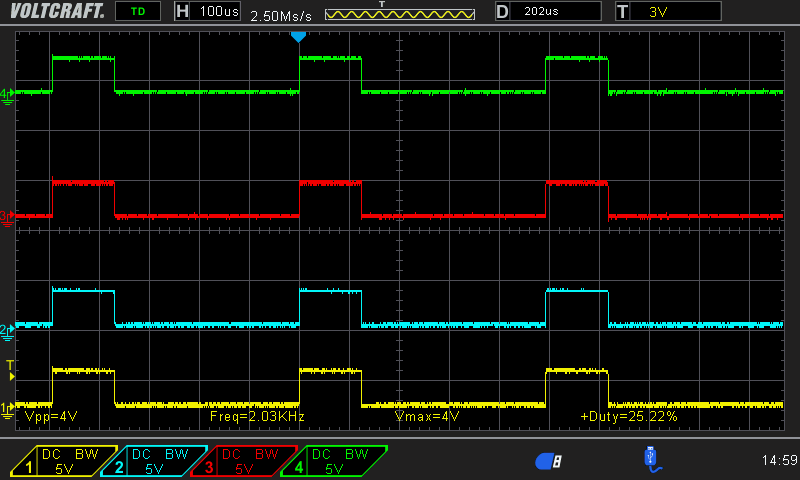 VOLTCRAFT. TD H 100us 2.50Ms/s T D 202us T 3V
4
3
2
T
1
Vpp=4V Freq=2.03KHz Vmax=4V +Duty=25.22%
1 DC BW 5V 2 DC BW 5V 3 DC BW 5V 4 DC BW 5V
8 14:59